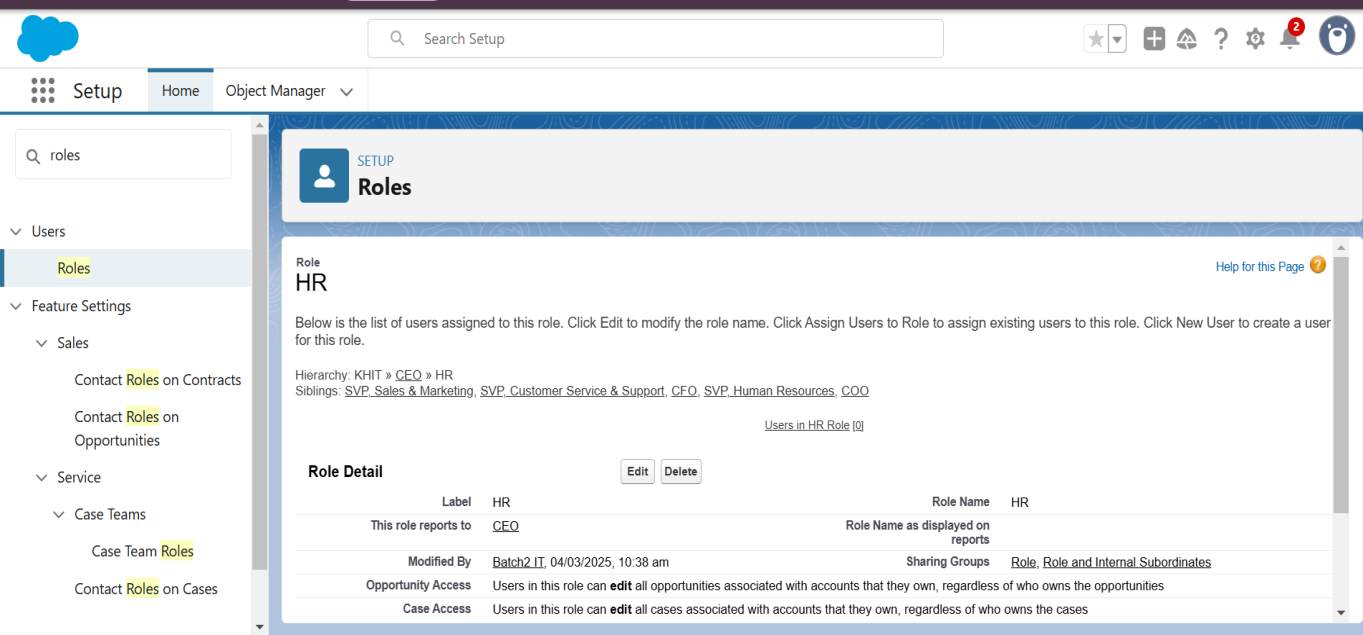 Search Setup
2
Setup
Home
Object Manager
roles
Users
Roles
Feature Settings
Sales
Contact Roles on Contracts
Contact Roles on
Opportunities
Service
Case Teams
Case Team Roles
Contact Roles on Cases
SETUP
Roles
Role
HR
Help for this Page ?
Below is the list of users assigned to this role. Click Edit to modify the role name. Click Assign Users to Role to assign existing users to this role. Click New User to create a user
for this role.
Hierarchy: KHIT » CEO » HR
Siblings: SVP, Sales & Marketing, SVP, Customer Service & Support, CFO, SVP, Human Resources, COO
Users in HR Role [0]
Role Detail Edit Delete
Label HR Role Name HR
This role reports to CEO Role Name as displayed on
reports
Modified By Batch2 IT, 04/03/2025, 10:38 am Sharing Groups Role, Role and Internal Subordinates
Opportunity Access Users in this role can edit all opportunities associated with accounts that they own, regardless of who owns the opportunities
Case Access Users in this role can edit all cases associated with accounts that they own, regardless of who owns the cases